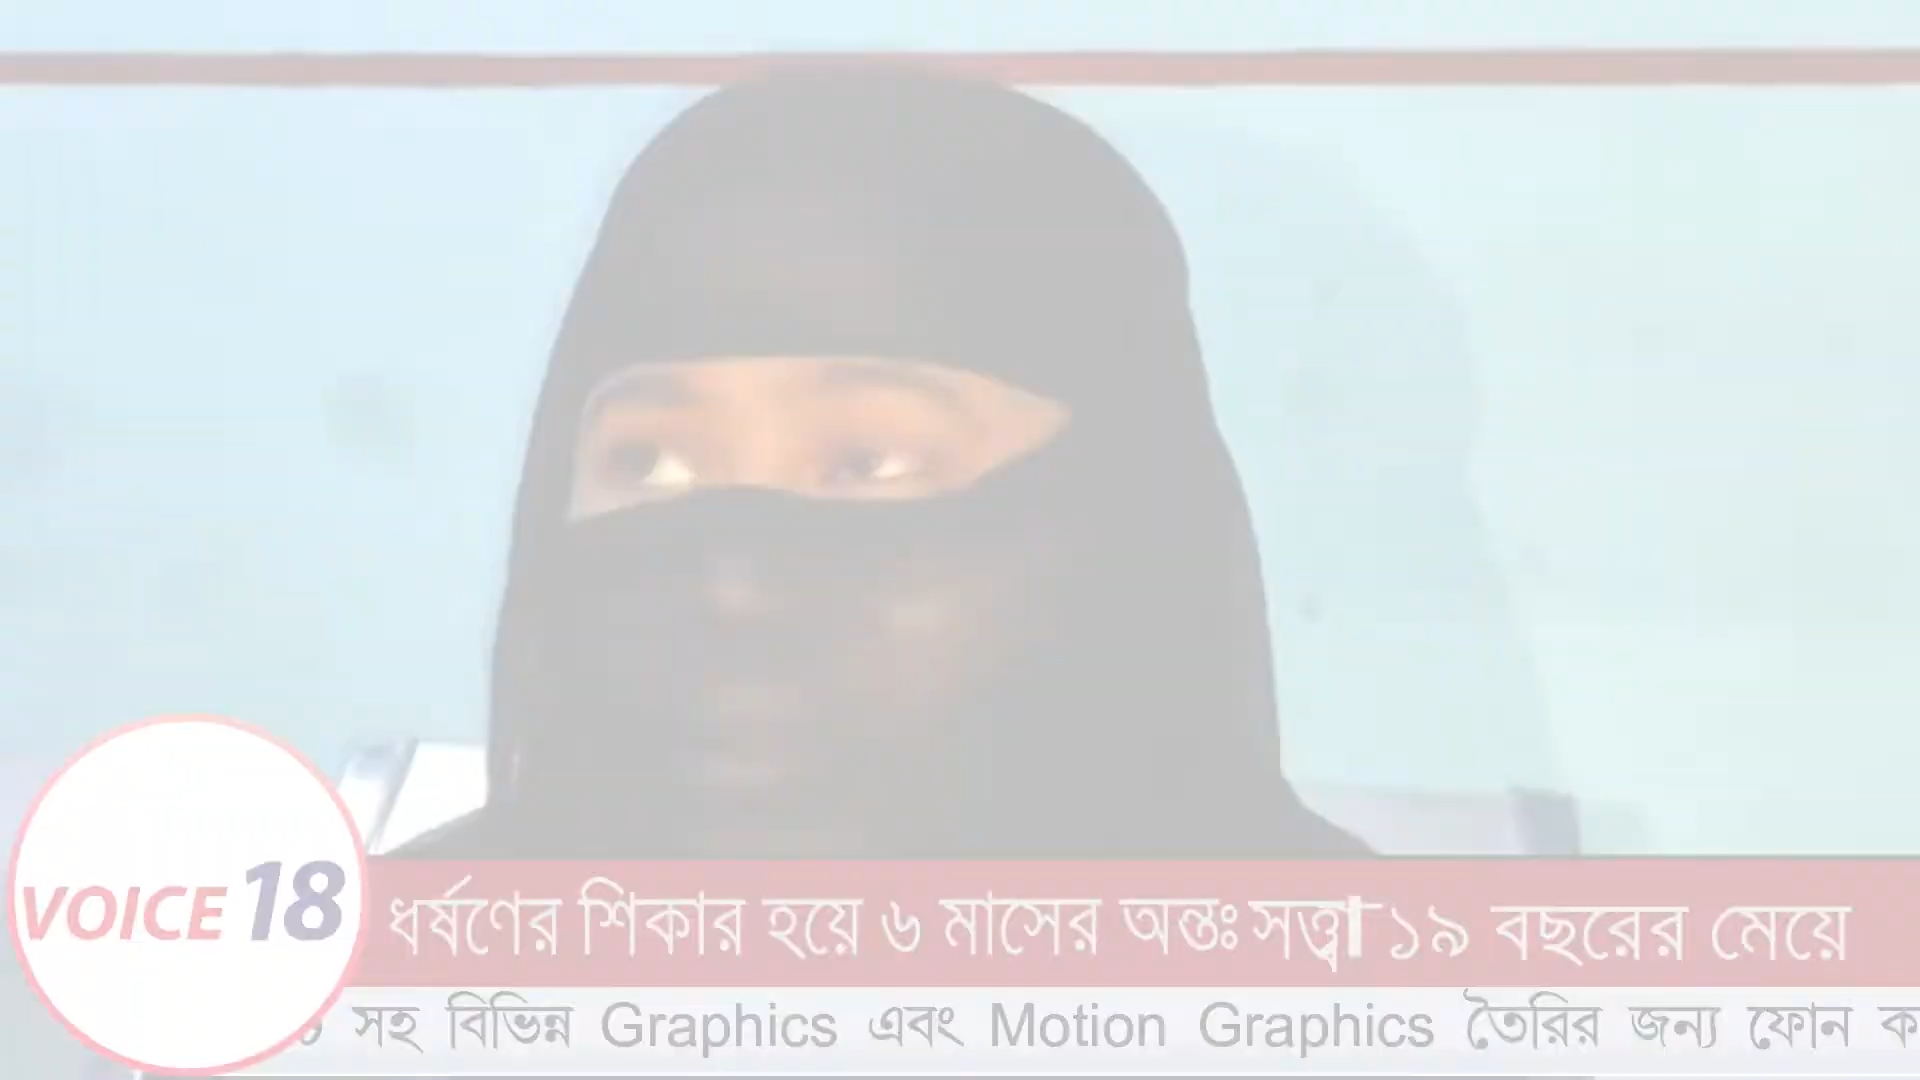 VOICE 18
ধর্ষণের শিকার হয়ে ৬ মাসের অন্তঃসত্ত্বা ১৯ বছরের মেয়ে
সহ বিভিন্ন Graphics এবং Motion Graphics তৈরির জন্য ফোন